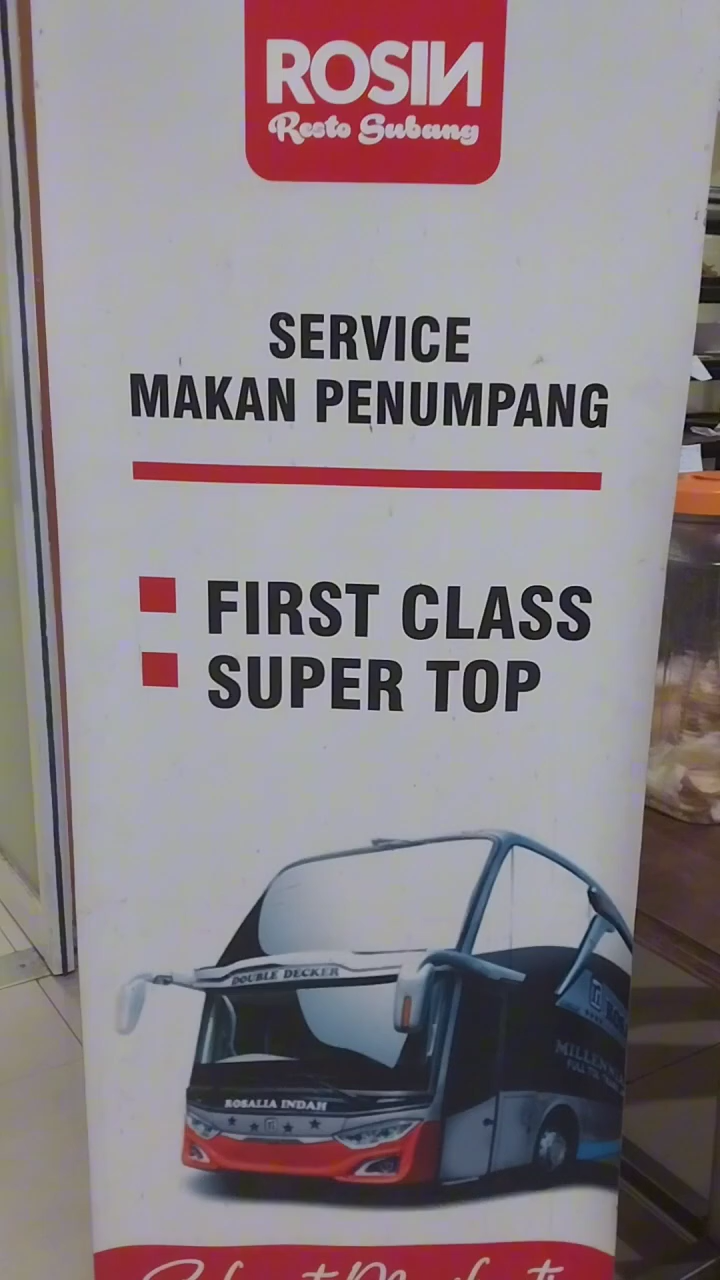 ROSIN
Resto Subang
SERVICE
MAKAN PENUMPANG
FIRST CLASS
SUPER TOP
DOUBLE DECKER
ROSALIA INDAH